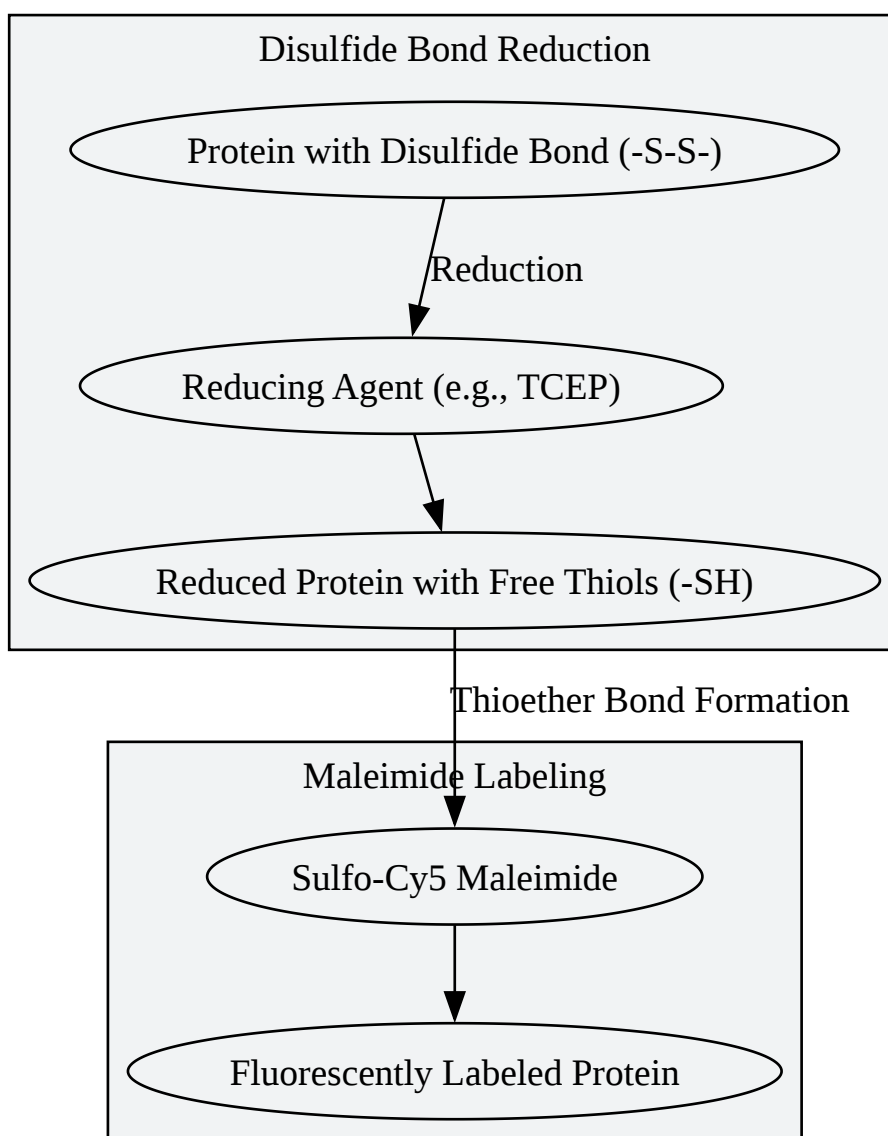 Disulfide Bond Reduction
Protein with Disulfide Bond (-S-S-)
Reduction
Reducing Agent (e.g., TCEP)
Reduced Protein with Free Thiols (-SH)
Thioether Bond Formation
Maleimide Labeling
Sulfo-Cy5 Maleimide
Fluorescently Labeled Protein